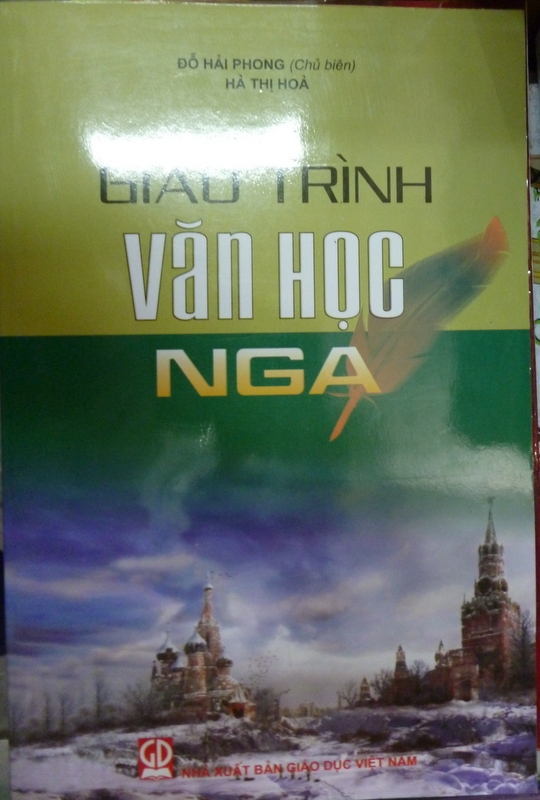 ĐỖ HẢI PHONG (Chủ biên)
HÀ THỊ HOÀ
GIÁO TRÌNH
Văn Học
NGA
GD
NHÀ XUẤT BẢN GIÁO DỤC VIỆT NAM